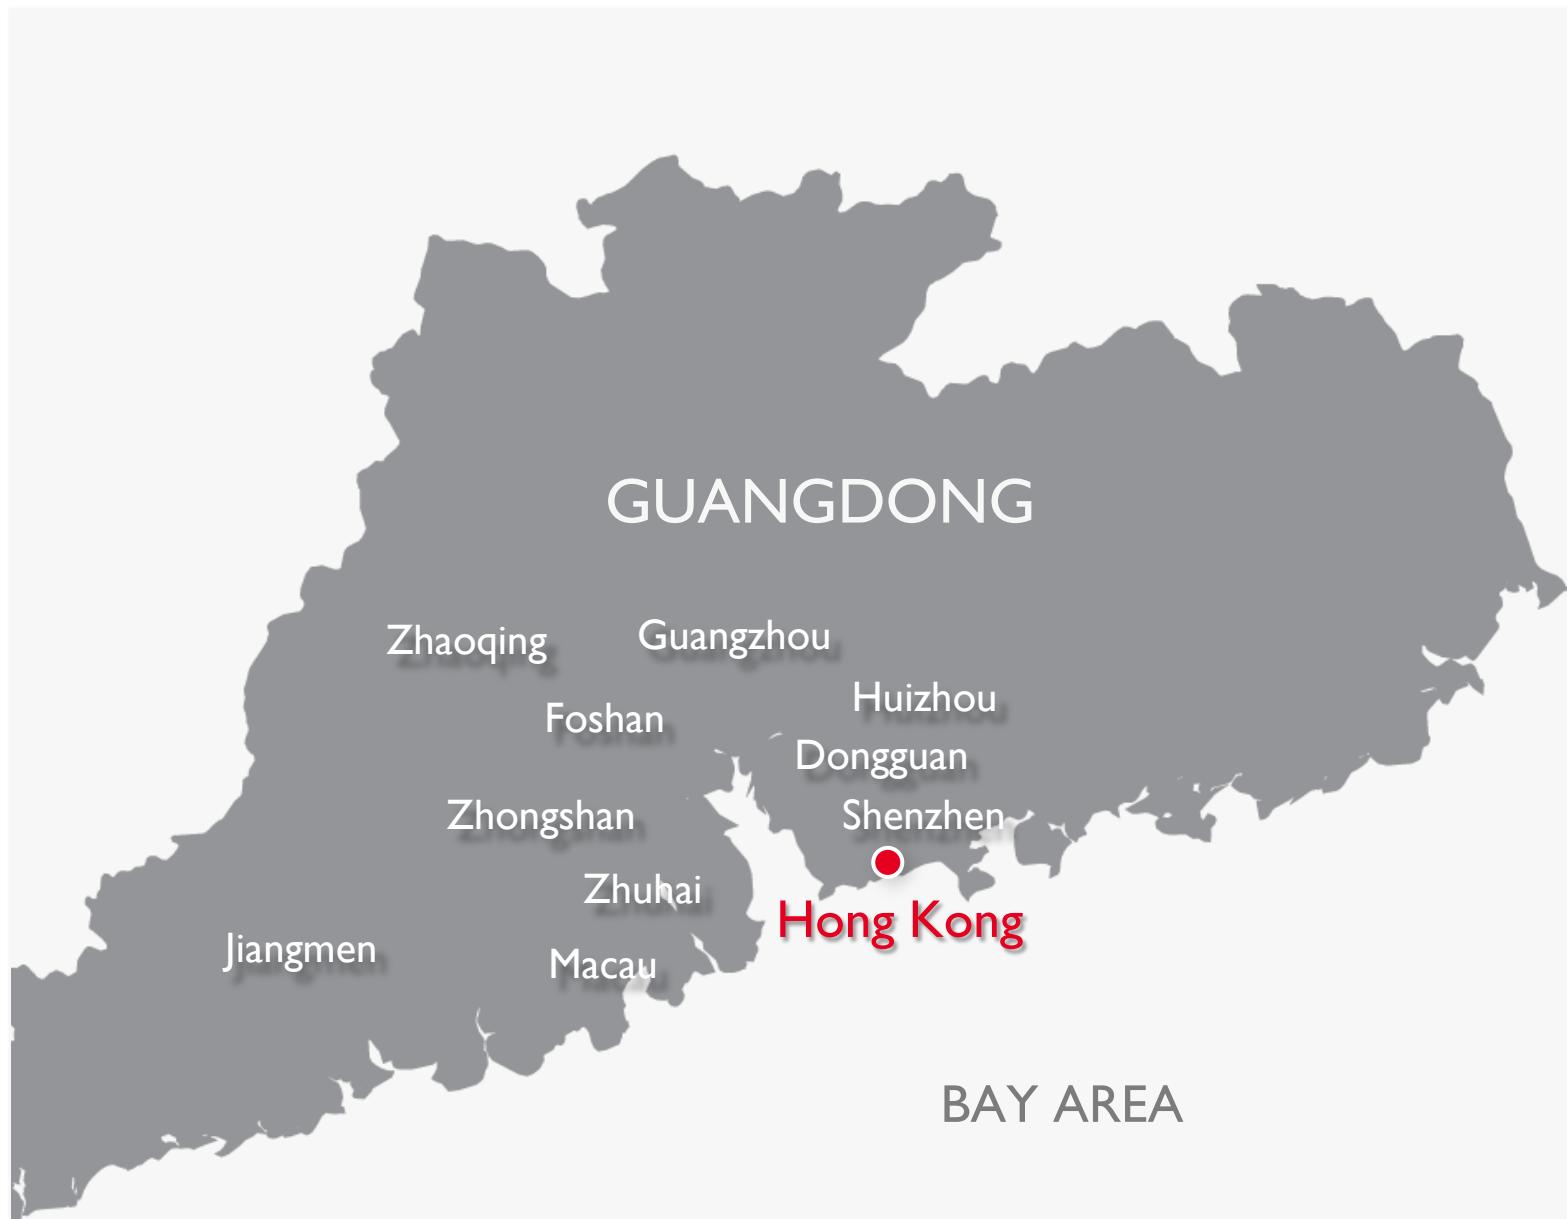 GUANGDONG
Zhaoqing
Guangzhou
Huizhou
Foshan
Dongguan
Zhongshan
Shenzhen
Zhuhai
Hong Kong
Jiangmen
Macau
BAY AREA